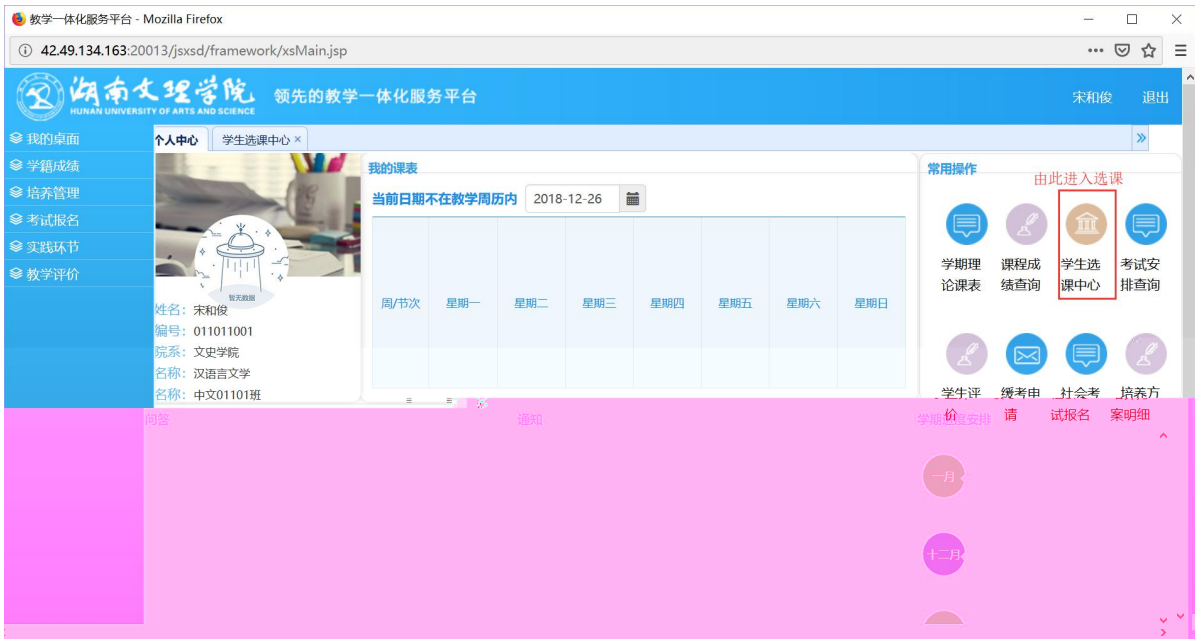 教学一体化服务平台 - Mozilla Firefox
42.49.134.163:20013/jsxsd/framework/xsMain.jsp
湖南文理学院
HUNAN UNIVERSITY OF ARTS AND SCIENCE
领先的教学一体化服务平台
宋和俊 退出
我的桌面
学籍成绩
培养管理
考试报名
实践环节
教学评价
个人中心 学生选课中心 ×
暂无数据
姓名：宋和俊
编号：011011001
院系：文史学院
名称：汉语言文学
名称：中文01101班
我的课表
当前日期不在教学周历内 2018-12-26
周/节次 星期一 星期二 星期三 星期四 星期五 星期六 星期日
常用操作
由此进入选课
学期理论课表
课程成绩查询
学生选课中心
考试安排查询
学生评价
缓考申请
社会考试报名
培养方案明细
问答
通知
学期进度安排
一月
十二月